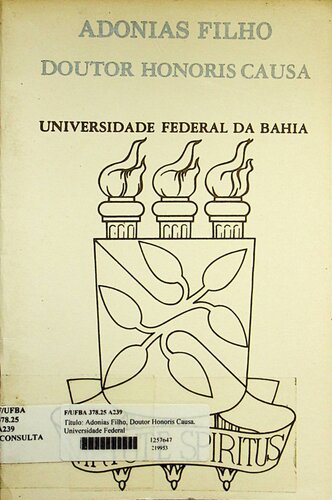 ADONIAS FILHO
DOUTOR HONORIS CAUSA
UNIVERSIDADE FEDERAL DA BAHIA
F/UFBA
378.25
A239
CONSULTA
F/UFBA 378.25 A239
Título: Adonias Filho, Doutor Honoris Causa.
Universidade Federal
1257647
219953
SPIRITUS